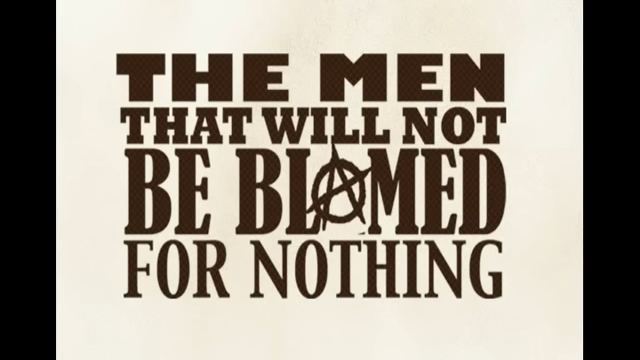 THE MEN
THAT WILL NOT
BE BLAMED
FOR NOTHING